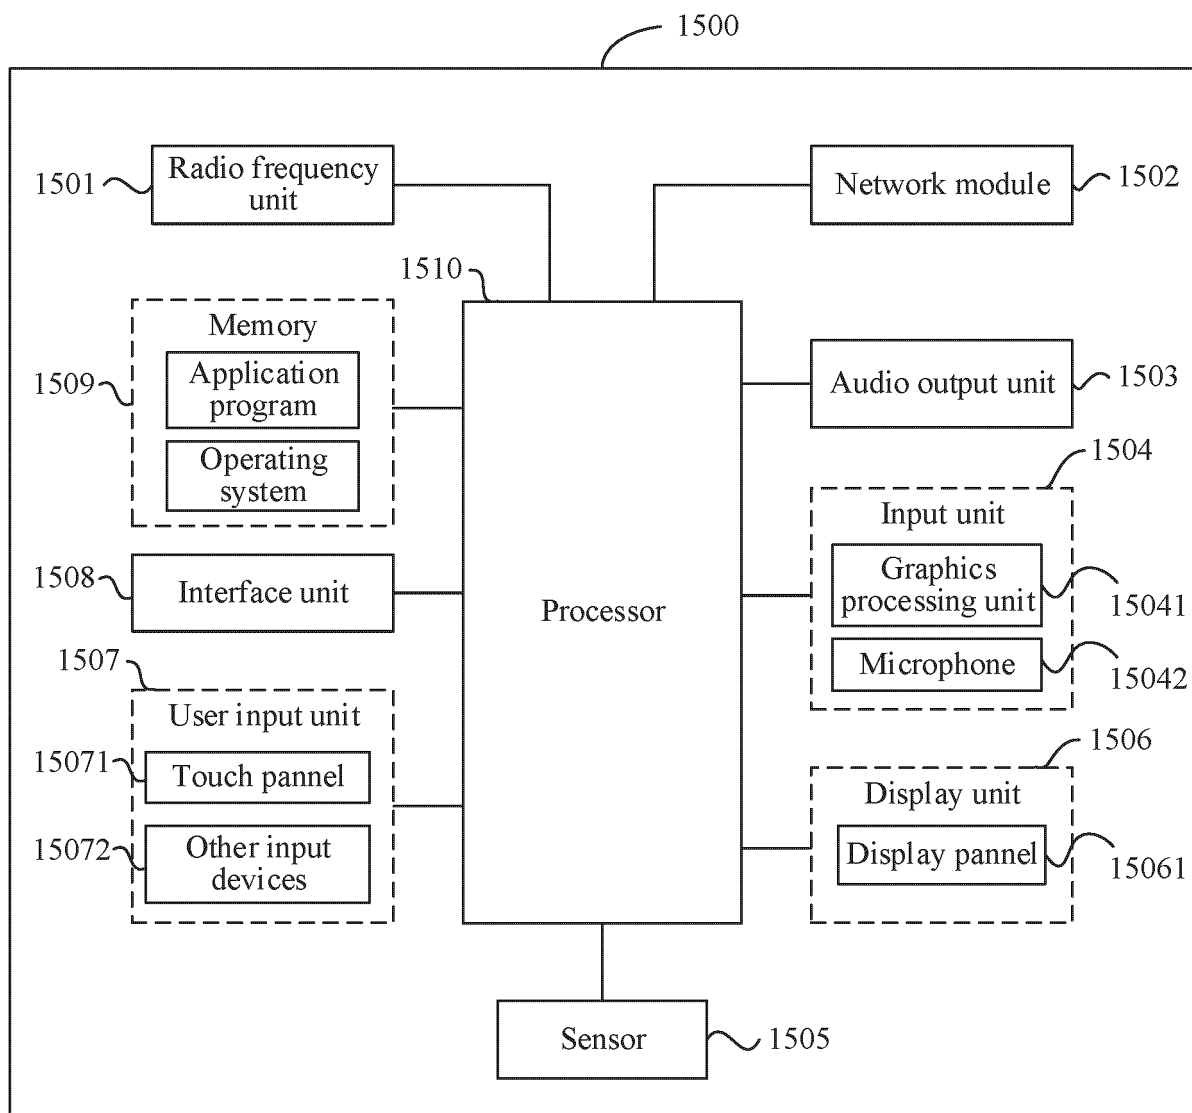 1500
1501
Radio frequency
unit
Network module
1502
1510
Memory
1509
Application
program
Operating
system
Audio output unit
1503
1504
Input unit
Graphics
processing unit
15041
Microphone
15042
1508
Interface unit
Processor
1507
User input unit
15071
Touch pannel
15072
Other input
devices
1506
Display unit
Display pannel
15061
Sensor
1505